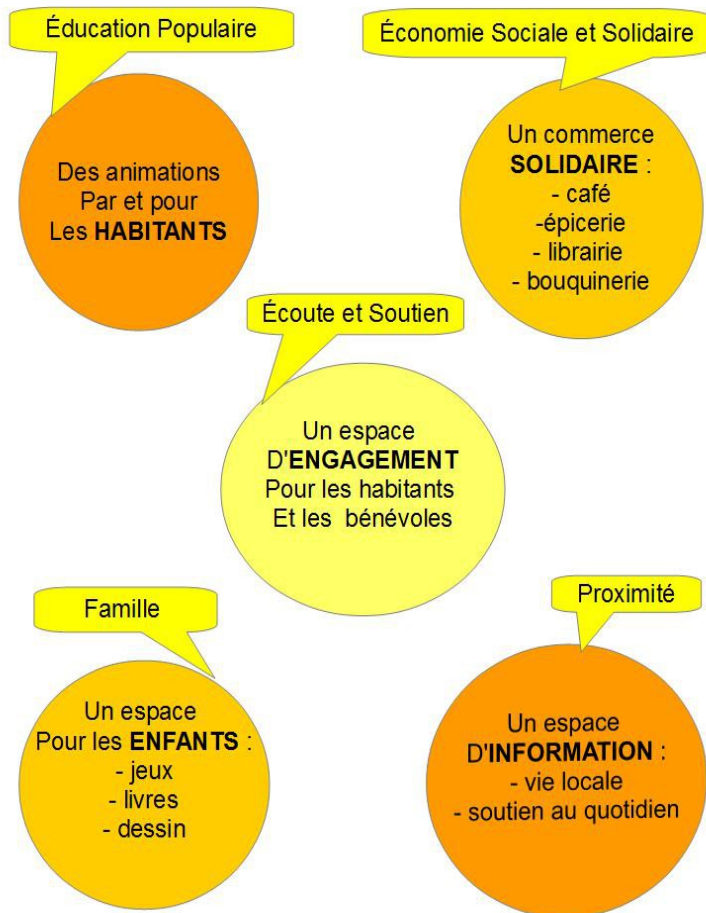 Éducation Populaire
Des animations
Par et pour
Les HABITANTS
Économie Sociale et Solidaire
Un commerce
SOLIDAIRE :
- café
-épicerie
- librairie
- bouquinerie
Écoute et Soutien
Un espace
D'ENGAGEMENT
Pour les habitants
Et les bénévoles
Famille
Un espace
Pour les ENFANTS :
- jeux
- livres
- dessin
Proximité
Un espace
D'INFORMATION :
- vie locale
- soutien au quotidien